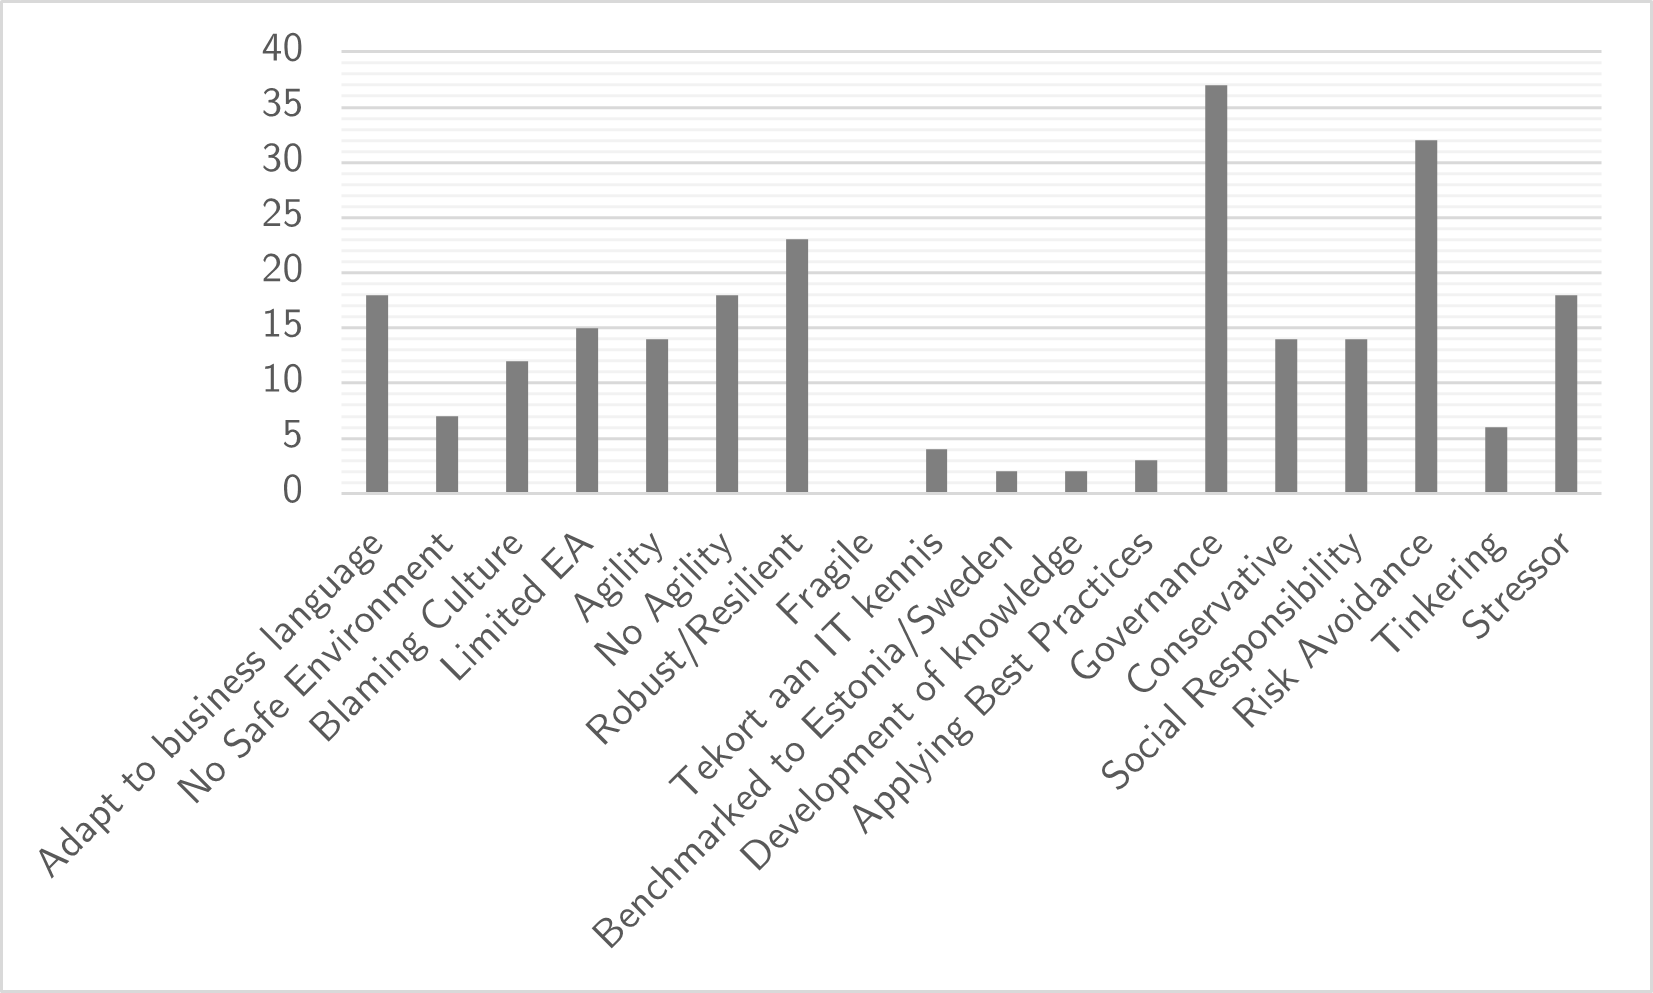 40
35
30
25
20
15
10
5
0
Adapt to business language
No Safe Environment
Blaming Culture
Limited EA
Agility
No Agility
Robust/Resilient
Fragile
Tekort aan IT kennis
Benchmarked to Estonia/Sweden
Development of knowledge
Applying Best Practices
Governance
Conservative
Social Responsibility
Risk Avoidance
Tinkering
Stressor